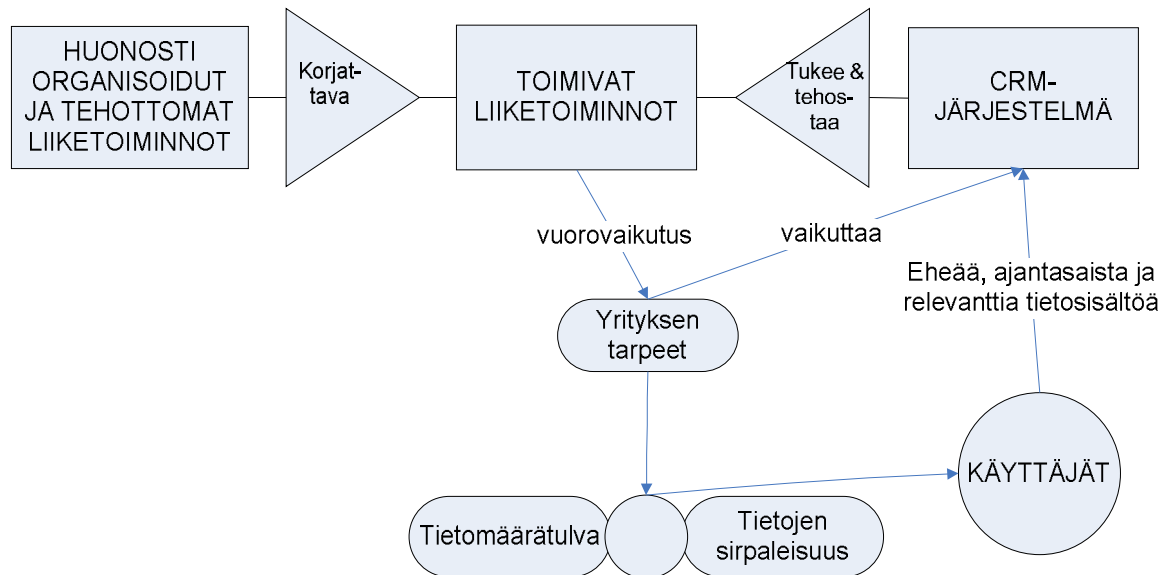 HUONOSTI
ORGANISOIDUT
JA TEHOTTOMAT
LIIKETOIMINNOT
Korjat-
tava
TOIMIVAT
LIIKETOIMINNOT
Tukee &
tehos-
taa
CRM-
JÄRJESTELMÄ
vuorovaikutus
vaikuttaa
Eheää, ajantasaista ja
relevanttia tietosisältöä
Yrityksen
tarpeet
KÄYTTÄJÄT
Tietomäärätulva
Tietojen
sirpaleisuus